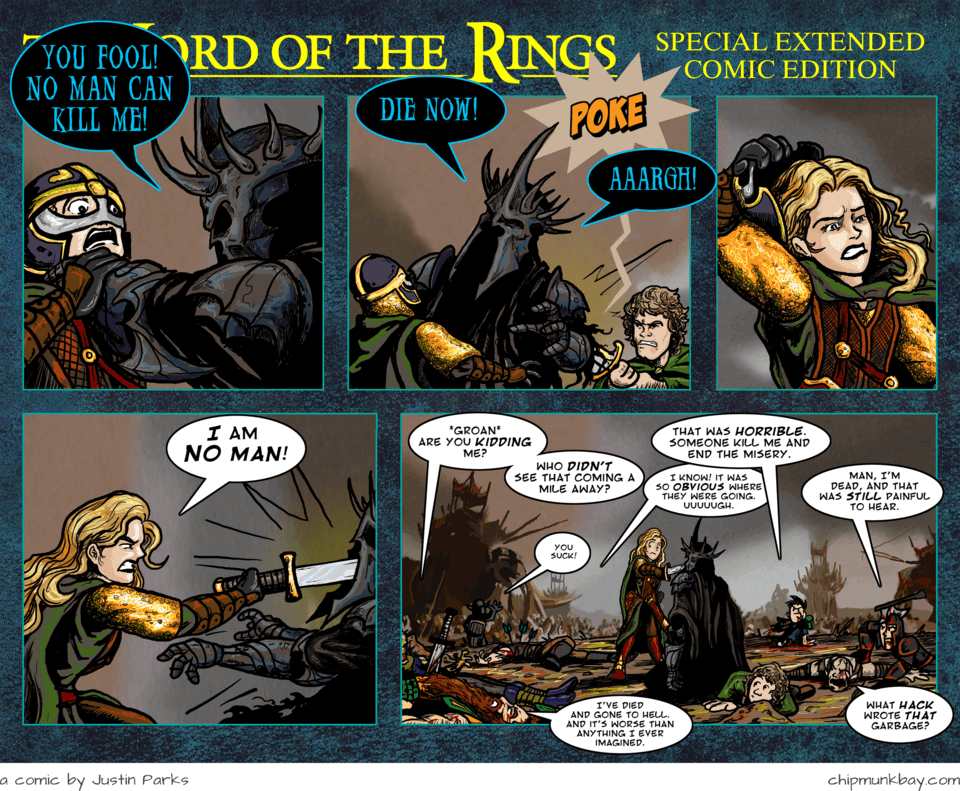 LORD OF THE RINGS
SPECIAL EXTENDED
COMIC EDITION
YOU FOOL!
NO MAN CAN
KILL ME!
DIE NOW!
POKE
AAARGH!
I AM
NO MAN!
*GROAN*
ARE YOU KIDDING
ME?
WHO DIDN'T
SEE THAT COMING A
MILE AWAY?
YOU
SUCK!
THAT WAS HORRIBLE.
SOMEONE KILL ME AND
END THE MISERY.
I KNOW! IT WAS
SO OBVIOUS WHERE
THEY WERE GOING.
UUUUUGH.
MAN, I'M
DEAD, AND THAT
WAS STILL PAINFUL
TO HEAR.
I'VE DIED
AND GONE TO HELL.
AND IT'S WORSE THAN
ANYTHING I EVER
IMAGINED.
WHAT HACK
WROTE THAT
GARBAGE?
a comic by Justin Parks
chipmunkbay.com